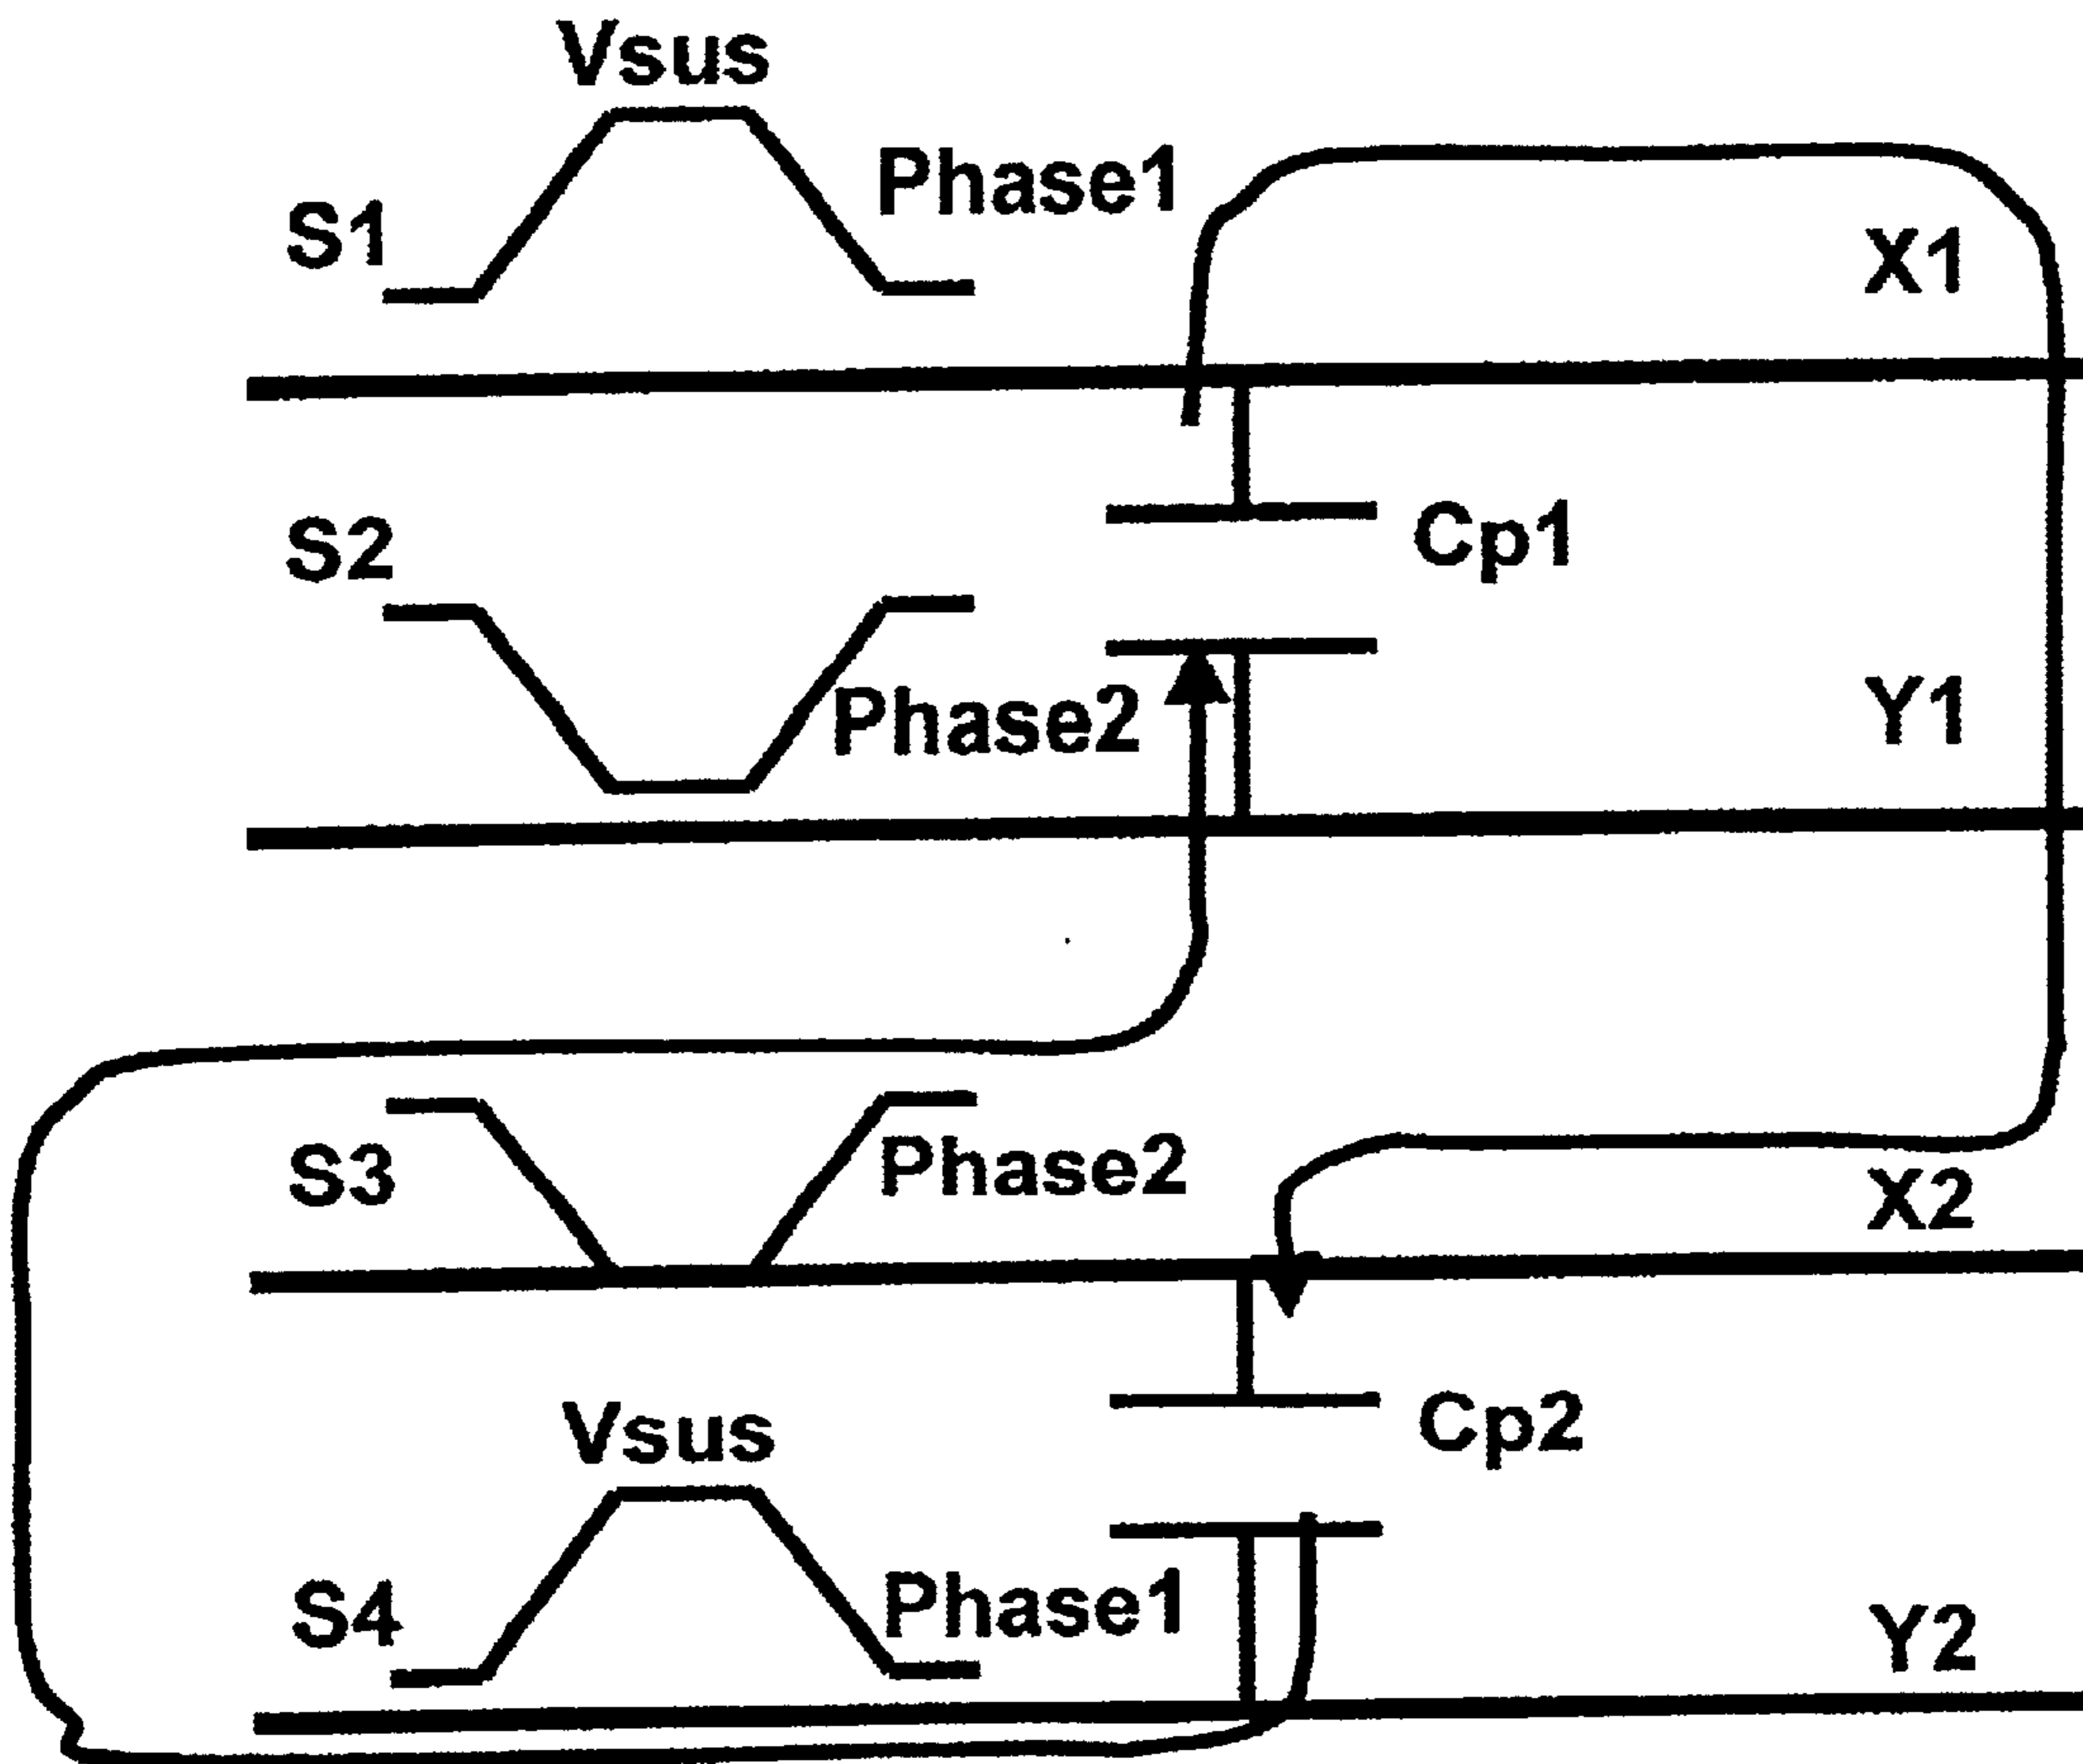 Vsus
S1
Phase1
X1
S2
Cp1
Phase2
Y1
S3
Phase2
X2
Vsus
Cp2
S4
Phase1
Y2